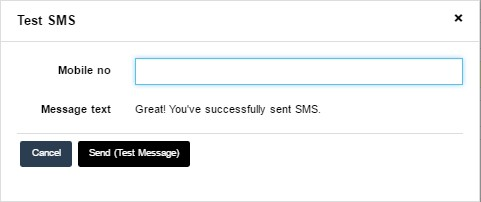 Test SMS ×
Mobile no
Message text Great! You've successfully sent SMS.
Cancel Send (Test Message)